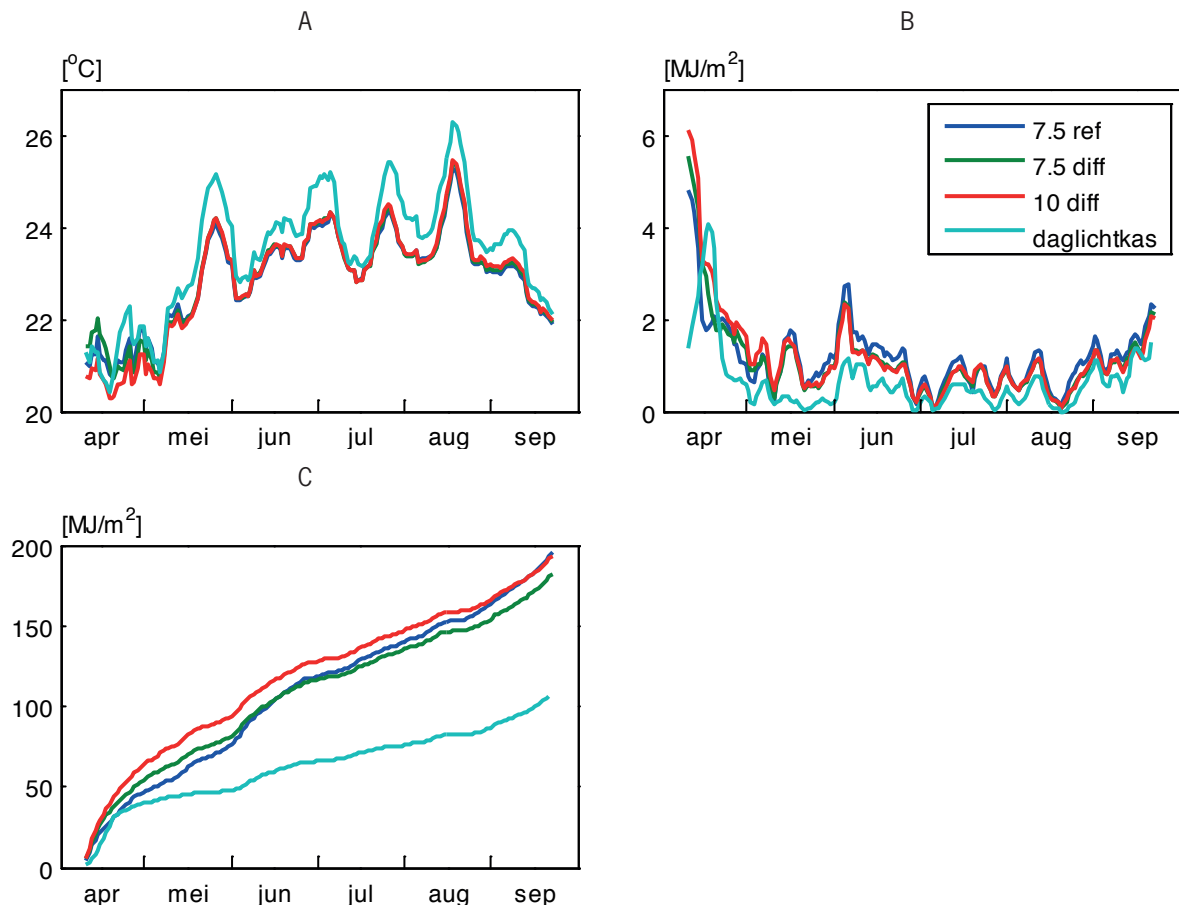 A
[°C]
26
24
22
20
apr mei jun jul aug sep
B
[MJ/m²]
6
4
2
0
7.5 ref
7.5 diff
10 diff
daglichtkas
apr mei jun jul aug sep
C
[MJ/m²]
200
150
100
50
0
apr mei jun jul aug sep